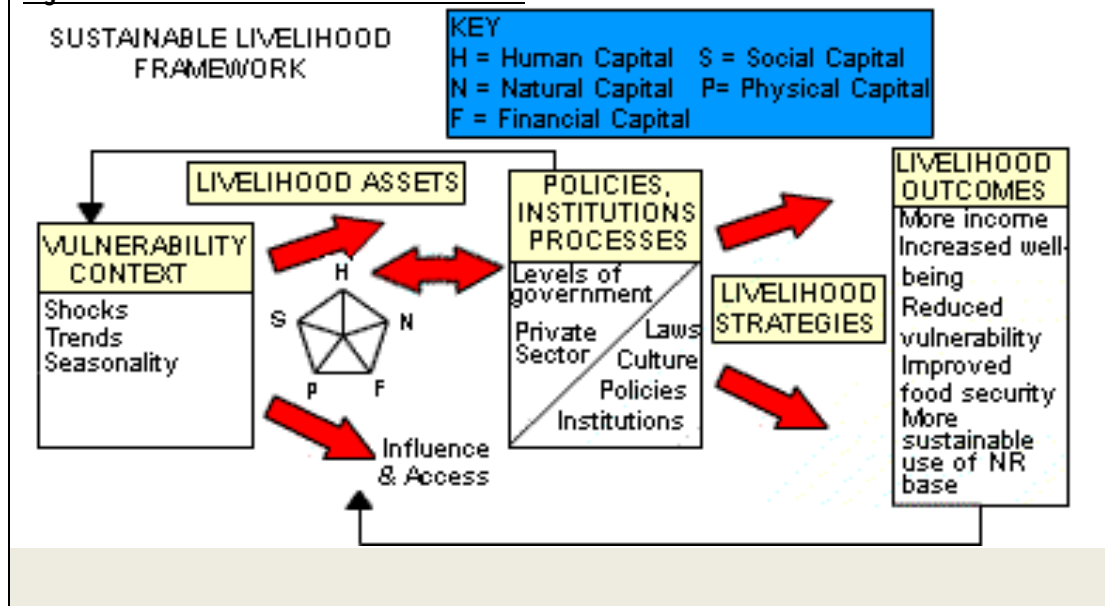 SUSTAINABLE LIVELIHOOD
FRAMEWORK
KEY
H = Human Capital S = Social Capital
N = Natural Capital P= Physical Capital
F = Financial Capital
LIVELIHOOD ASSETS
VULNERABILITY
CONTEXT
Shocks
Trends
Seasonality
H
S
N
P
F
Influence
& Access
POLICIES,
INSTITUTIONS
PROCESSES
Levels of
government
Private
Sector
Laws
Culture
Policies
Institutions
LIVELIHOOD
STRATEGIES
LIVELIHOOD
OUTCOMES
More income
Increased well-
being
Reduced
vulnerability
Improved
food security
More
sustainable
use of NR
base